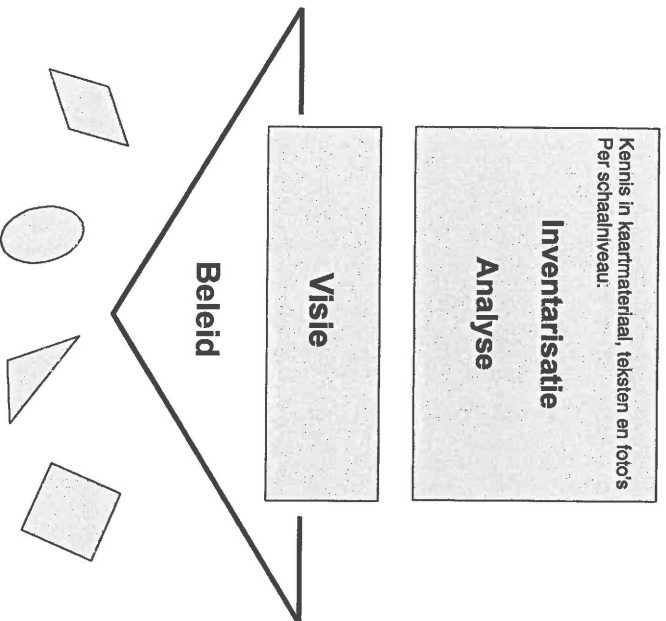 Kennis in kaartmateriaal, teksten en foto's
Per schaalniveau:
Inventarisatie
Analyse
Visie
Beleid